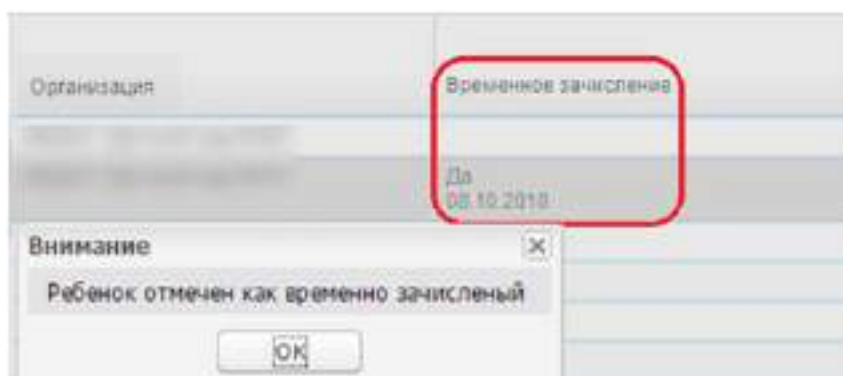 Организация
Временное зачисление
Да
08.10.2018
Внимание
Ребенок отмечен как временно зачисленый
OK